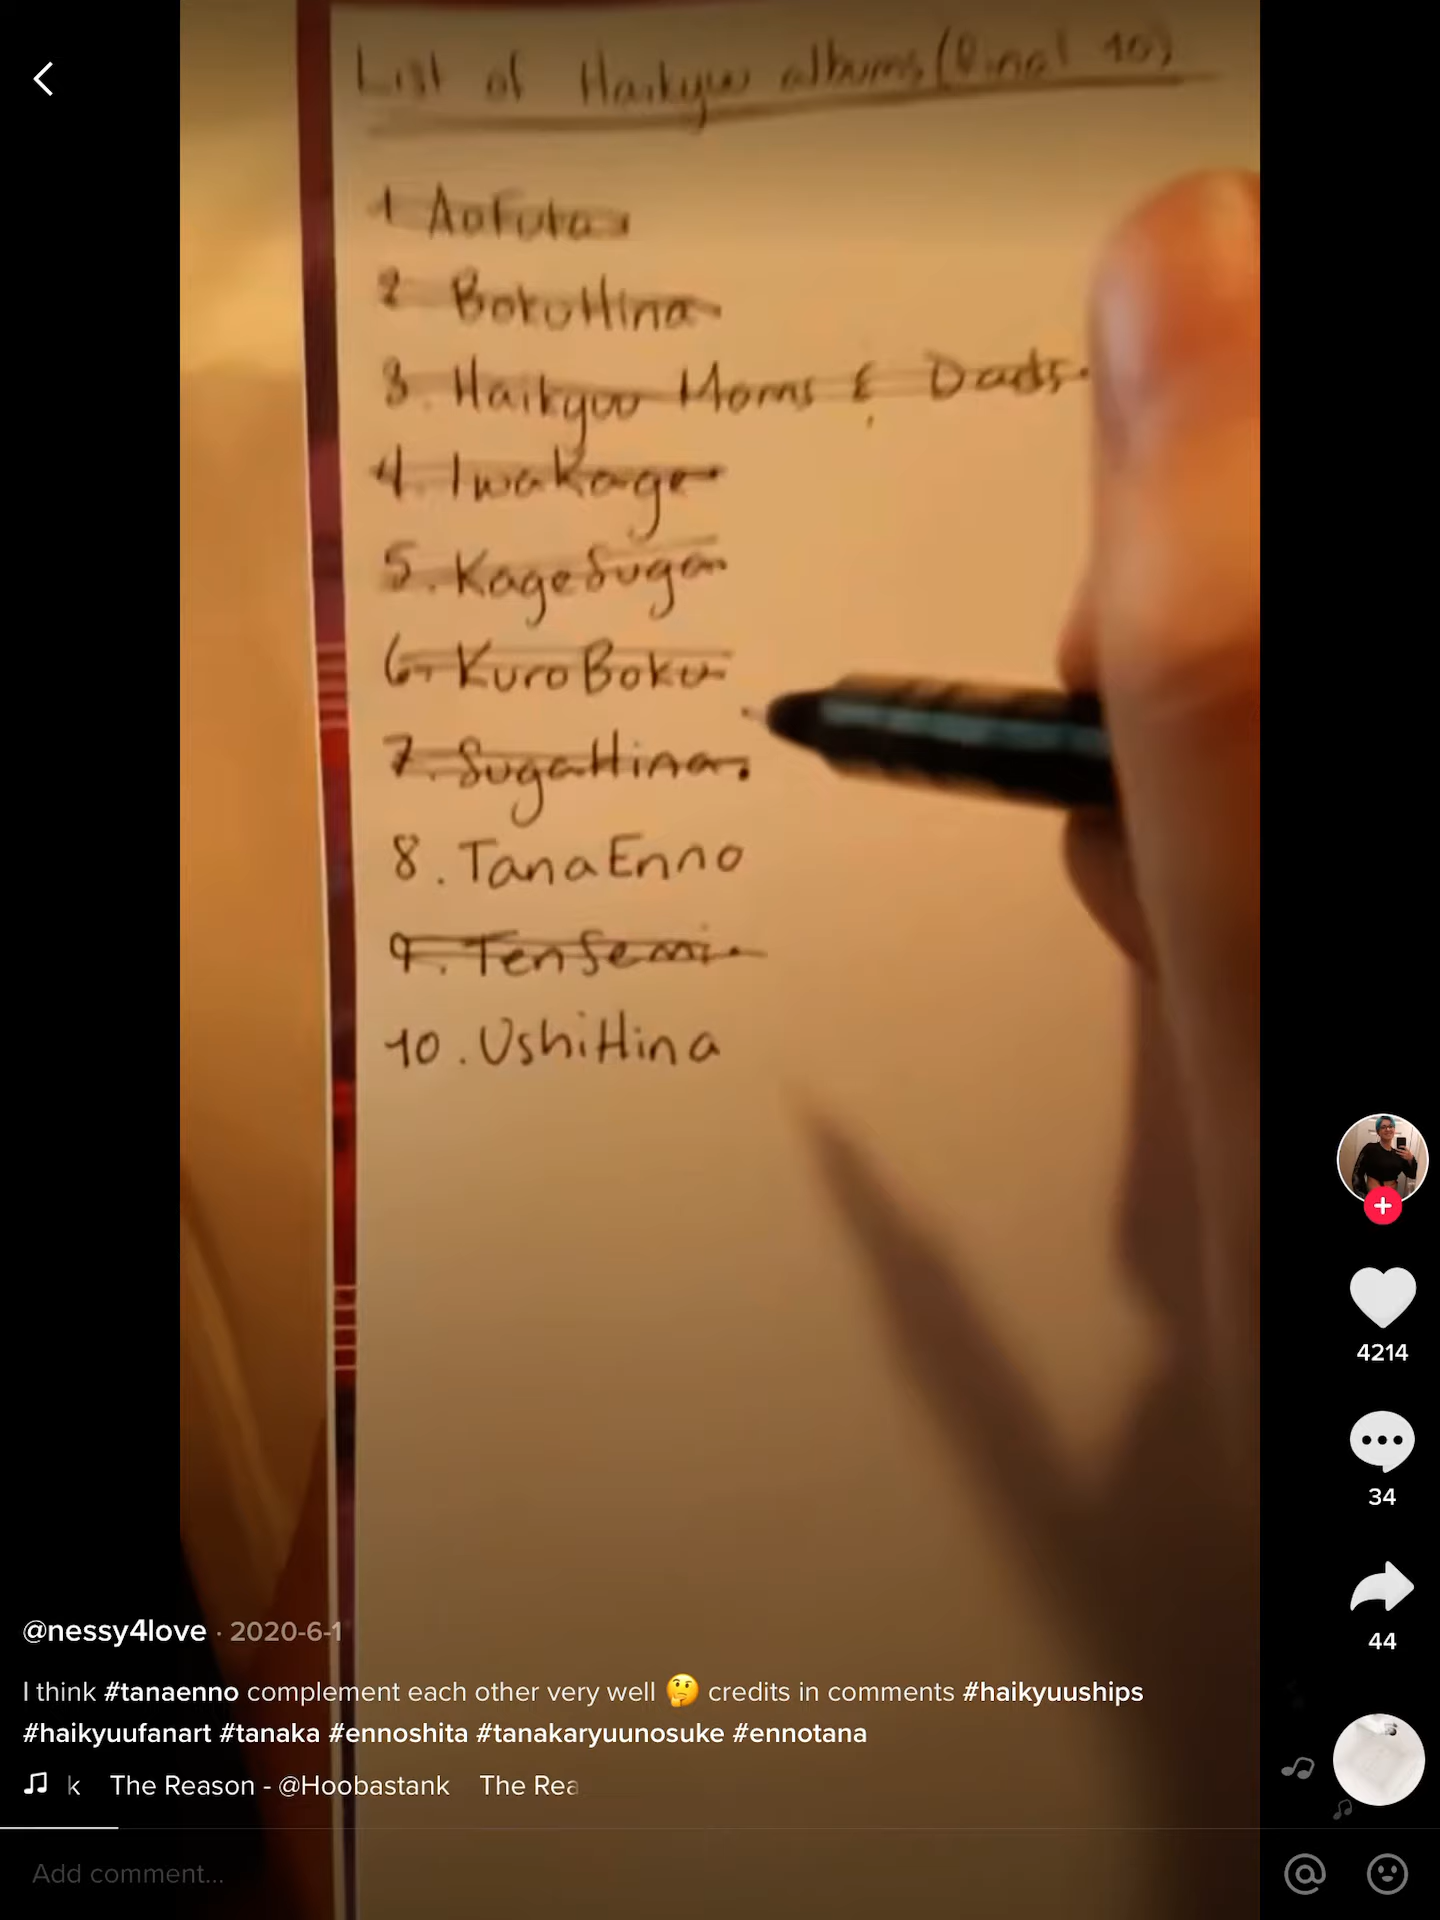 List of Haikyuu albums (Final 10)
1 AoFuta
2 BokuHina
3. Haikyuu Moms & Dads
4. IwaKage
5. KageSuga
6. KuroBoku
7. SugaHina
8. TanaEnno
9. TenSemi
10. UshiHina
4214
34
44
@nessy4love · 2020-6-1
I think #tanaenno complement each other very well 🤔 credits in comments #haikyuuships
#haikyuufanart #tanaka #ennoshita #tanakaryuunosuke #ennotana
k The Reason - @Hoobastank The Rea
Add comment...